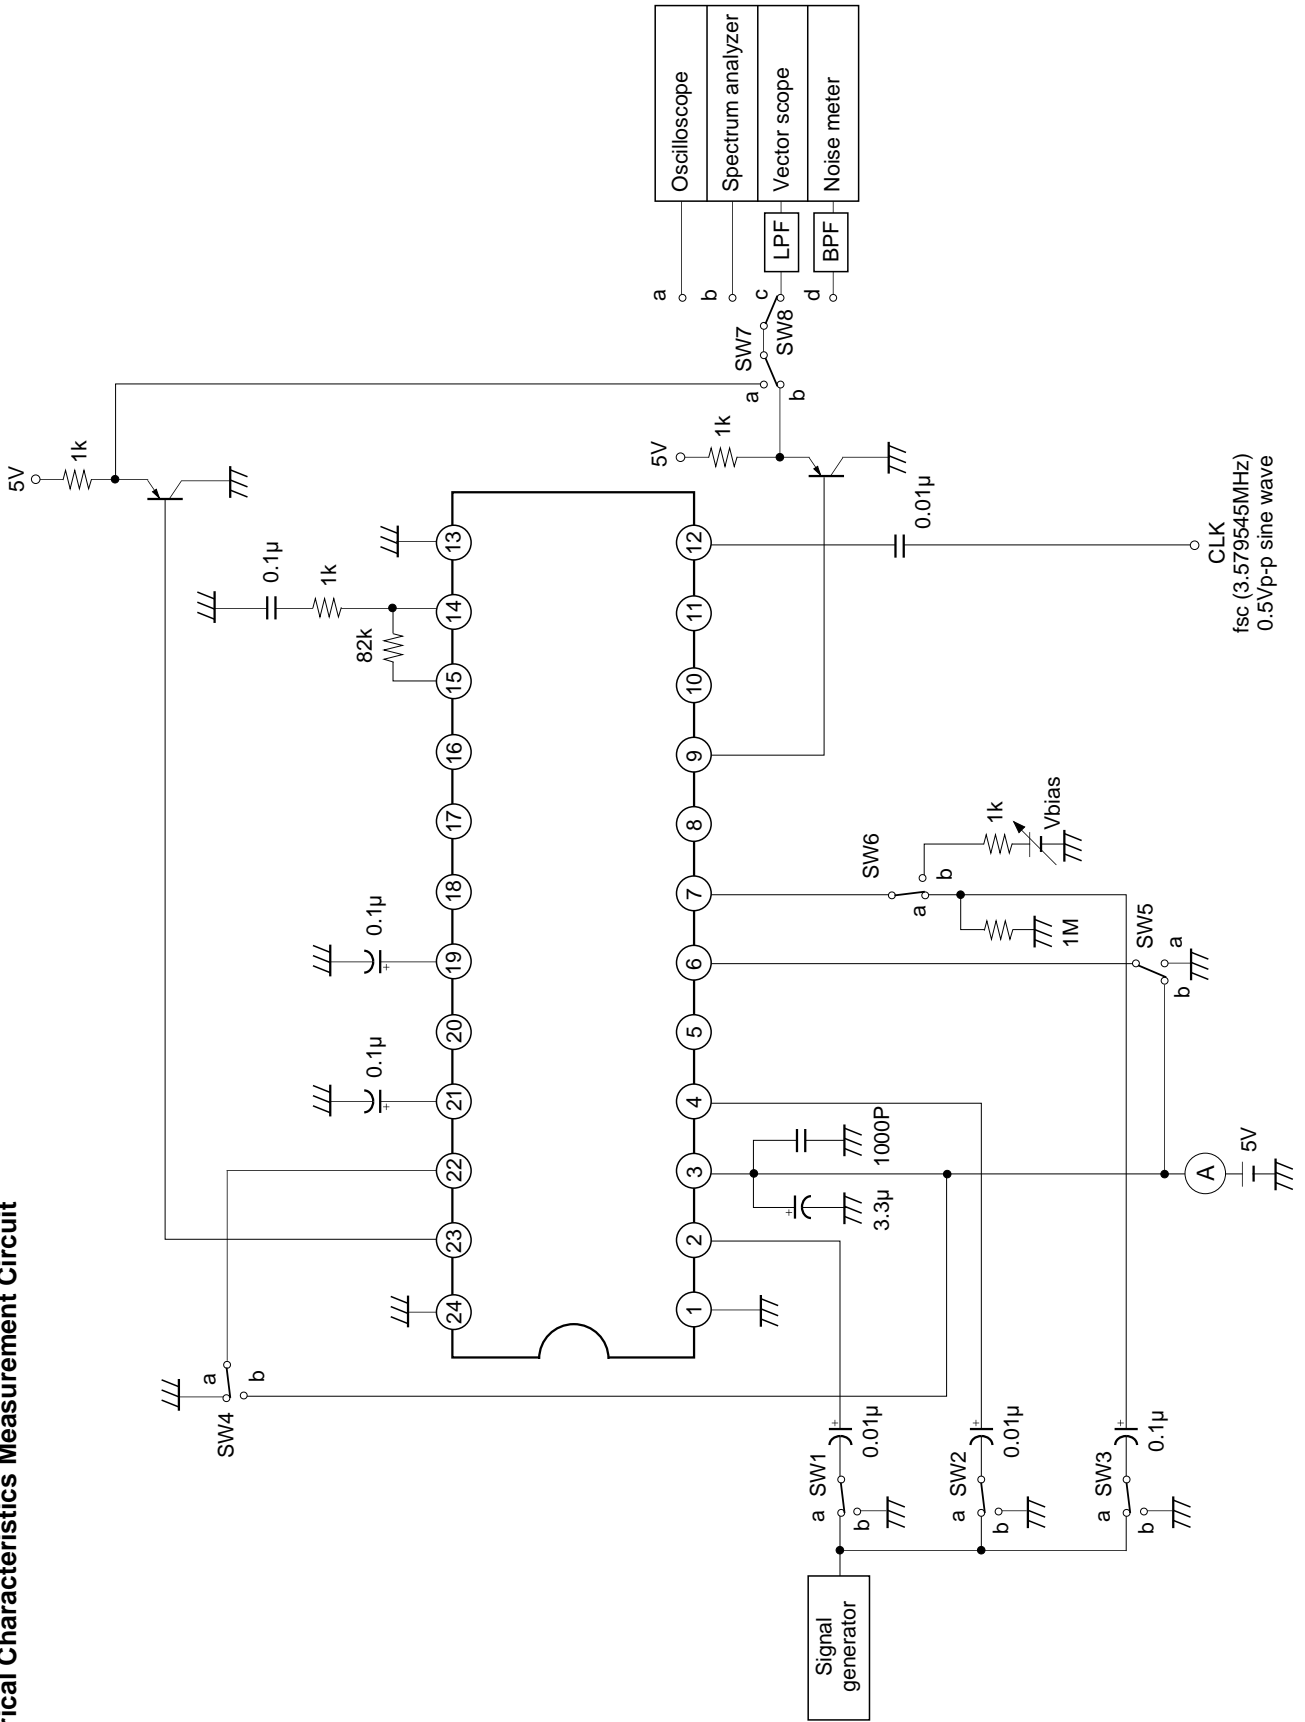 rical Characteristics Measurement Circuit
Signal
generator
a
SW1
b
0.01µ
a
SW2
b
0.01µ
a
SW3
b
0.1µ
SW4
a
b
24
23
22
21
20
19
18
17
16
15
14
13
0.1µ
0.1µ
82k
1k
0.1µ
5V
1k
1
2
3
4
5
6
7
8
9
10
11
12
3.3µ
1000P
A
5V
SW5
a
b
1M
SW6
a
b
1k
Vbias
0.01µ
CLK
fsc (3.579545MHz)
0.5Vp-p sine wave
5V
1k
SW7
a
b
SW8
a
b
c
d
LPF
BPF
Oscilloscope
Spectrum analyzer
Vector scope
Noise meter